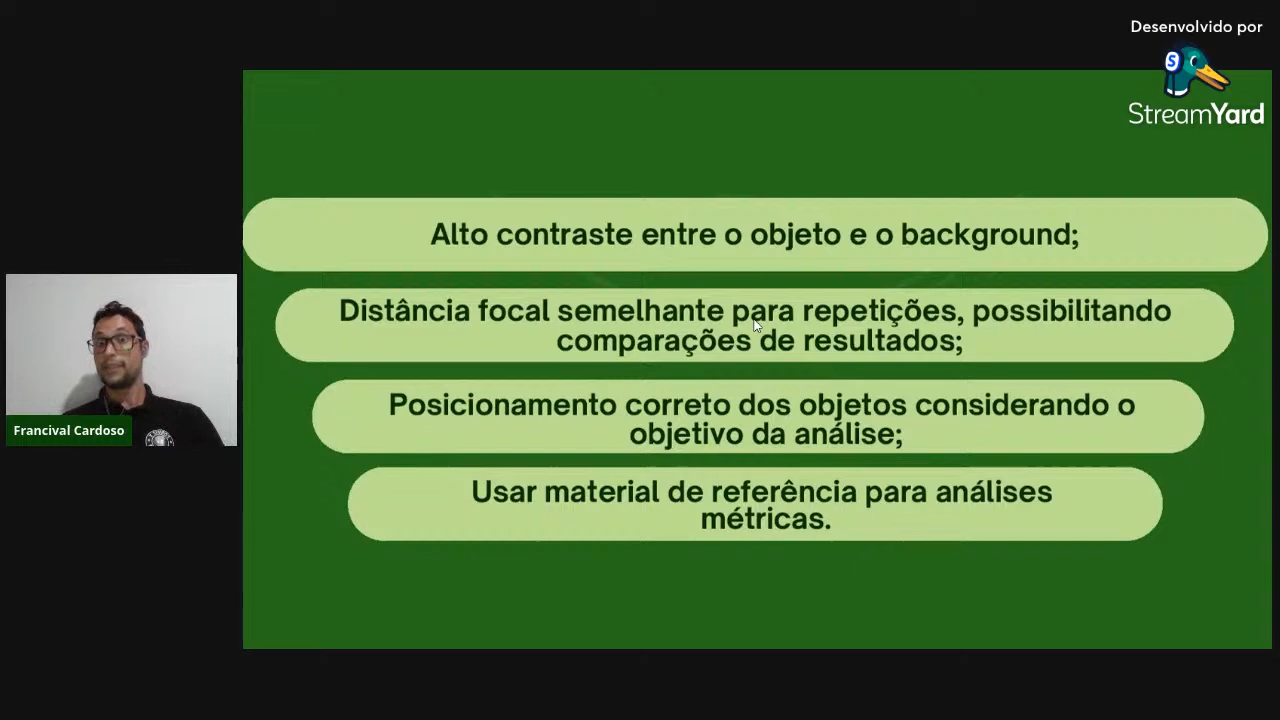 Desenvolvido por
S
StreamYard
Alto contraste entre o objeto e o background;
Distância focal semelhante para repetições, possibilitando
comparações de resultados;
Posicionamento correto dos objetos considerando o
objetivo da análise;
Usar material de referência para análises
métricas.
Francival Cardoso